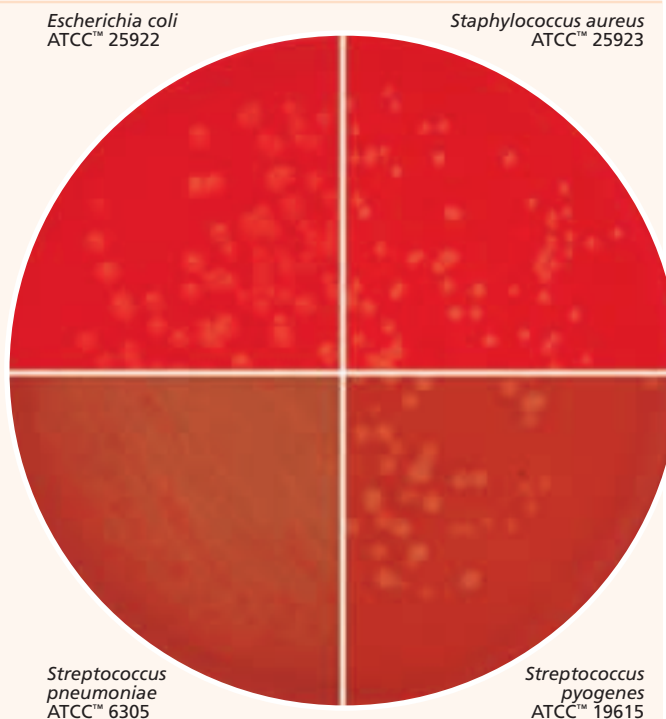 Escherichia coli
ATCC™ 25922
Staphylococcus aureus
ATCC™ 25923
Streptococcus
pneumoniae
ATCC™ 6305
Streptococcus
pyogenes
ATCC™ 19615